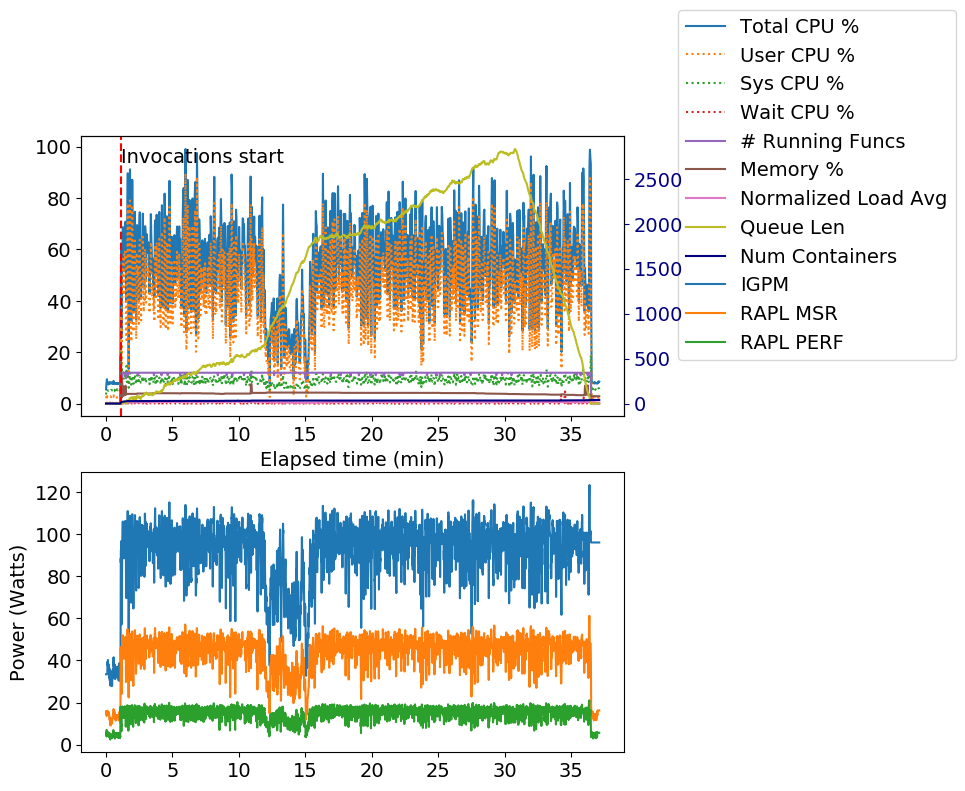 Total CPU %
User CPU %
Sys CPU %
Wait CPU %
# Running Funcs
Memory %
Normalized Load Avg
Queue Len
Num Containers
IGPM
RAPL MSR
RAPL PERF
Invocations start
100
80
60
40
20
0
2500
2000
1500
1000
500
0
0 5 10 15 20 25 30 35
Elapsed time (min)
Power (Watts)
120
100
80
60
40
20
0
0 5 10 15 20 25 30 35